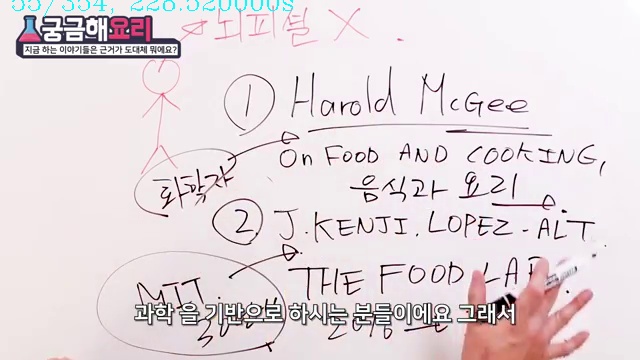 55/354, 228.520000s
궁금해요리
지금 하는 이야기들은 근거가 도대체 뭐에요?
뇌피셜 X.
① Harold McGee
ON FOOD AND COOKING,
화학자
음식과 요리
② J.KENJI.LOPEZ-ALT.
MIT
THE FOOD LAB
과학 을 기반으로 하시는 분들이에요 그래서